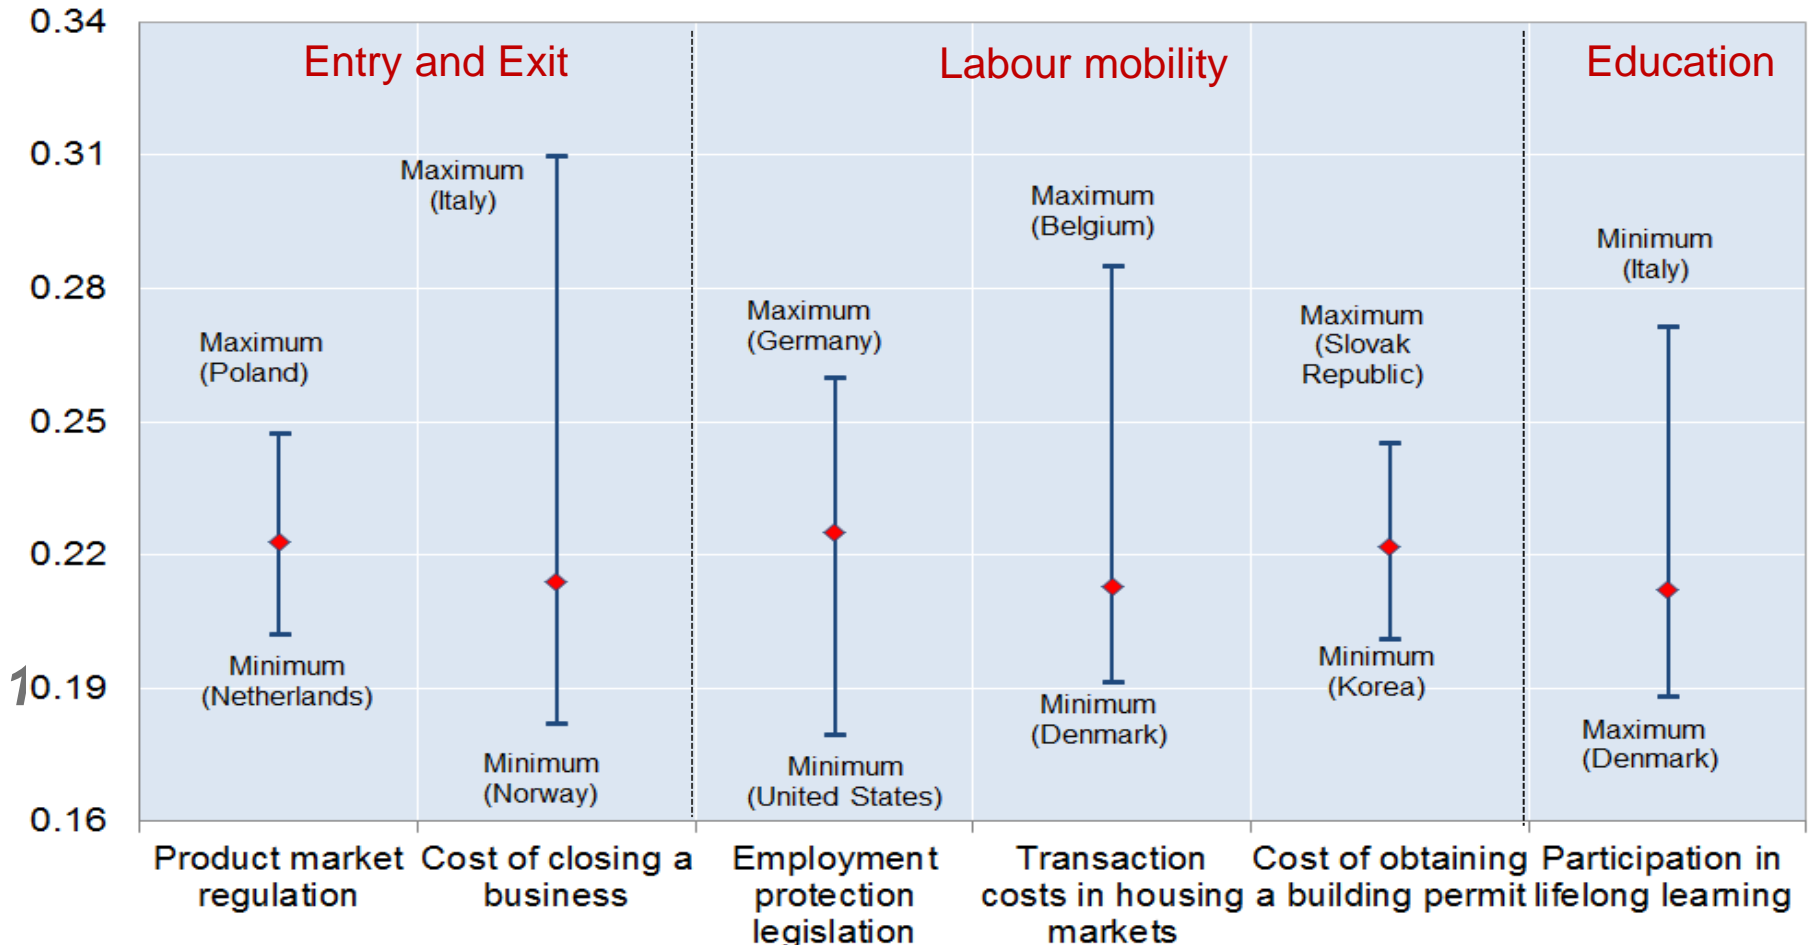 0.34
0.31
0.28
0.25
0.22
0.19
0.16
1
Entry and Exit
Labour mobility
Education
Maximum
(Poland)
Minimum
(Netherlands)
Maximum
(Italy)
Minimum
(Norway)
Maximum
(Germany)
Minimum
(United States)
Maximum
(Belgium)
Minimum
(Denmark)
Maximum
(Slovak
Republic)
Minimum
(Korea)
Minimum
(Italy)
Maximum
(Denmark)
Product market
regulation
Cost of closing a
business
Employment
protection
legislation
Transaction
costs in housing
markets
Cost of obtaining
a building permit
Participation in
lifelong learning